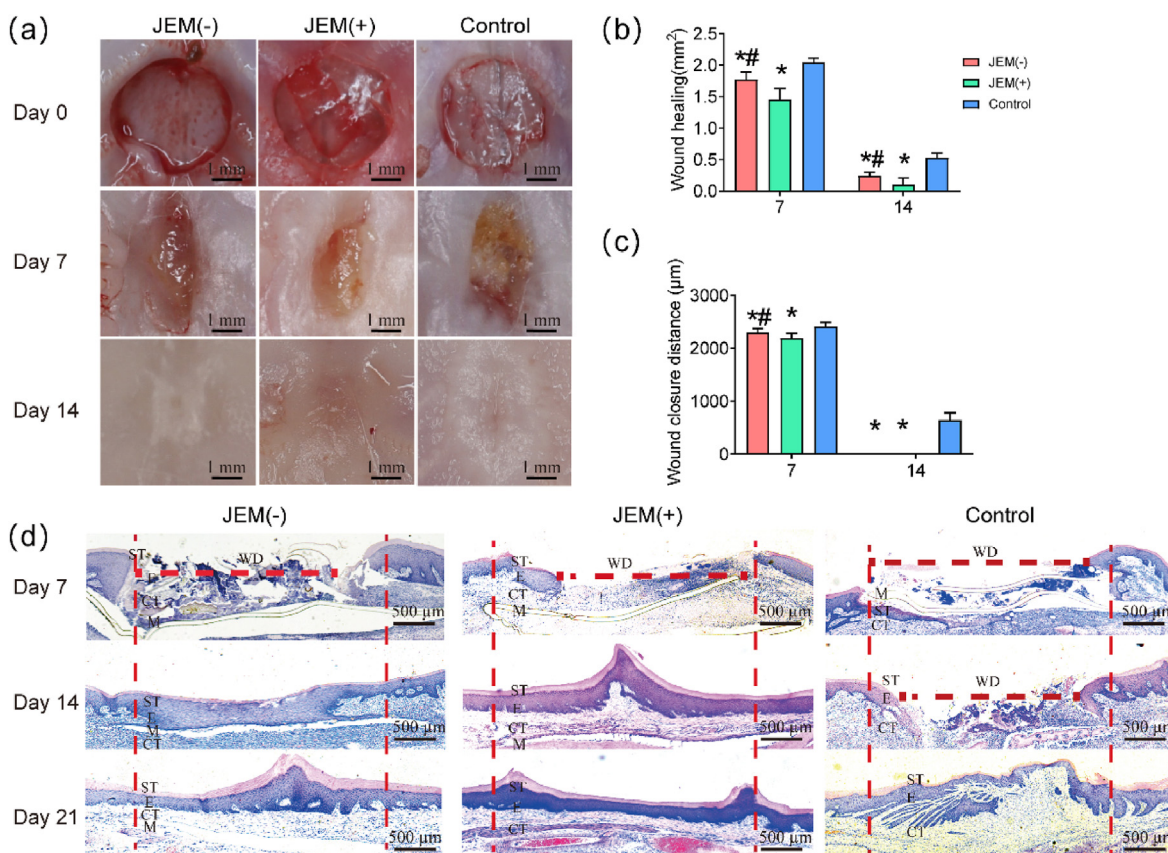 (a)
JEM(-) JEM(+) Control
Day 0
1 mm 1 mm 1 mm
Day 7
1 mm 1 mm 1 mm
Day 14
1 mm 1 mm 1 mm
(b)
Wound healing(mm²)
2.5
2.0
1.5
1.0
0.5
0.0
*# * *# *
7 14
JEM(-)
JEM(+)
Control
(c)
Wound closure distance (μm)
3000
2000
1000
0
*# * * *
7 14
(d)
JEM(-) JEM(+) Control
Day 7
ST WD E CT M 500 μm
ST WD E CT M 500 μm
WD E M ST CT 500 μm
Day 14
ST E M CT 500 μm
ST E CT M 500 μm
ST WD E CT 500 μm
Day 21
ST E CT M 500 μm
ST E CT 500 μm
ST E CT 500 μm